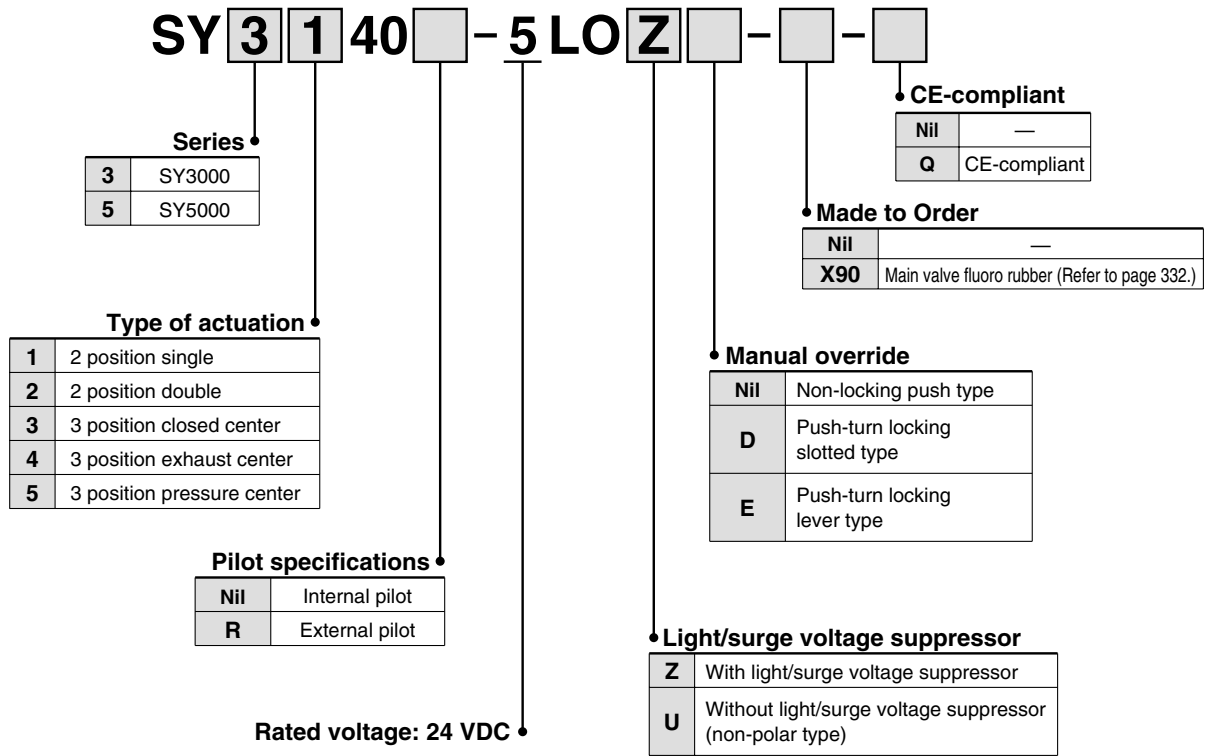 SY 3 1 40 – 5 LO Z – –
CE-compliant
Nil —
Q CE-compliant
Series
3 SY3000
5 SY5000
Made to Order
Nil —
X90 Main valve fluoro rubber (Refer to page 332.)
Type of actuation
1 2 position single
2 2 position double
3 3 position closed center
4 3 position exhaust center
5 3 position pressure center
Manual override
Nil Non-locking push type
D Push-turn locking
slotted type
E Push-turn locking
lever type
Pilot specifications
Nil Internal pilot
R External pilot
Light/surge voltage suppressor
Z With light/surge voltage suppressor
U Without light/surge voltage suppressor
(non-polar type)
Rated voltage: 24 VDC